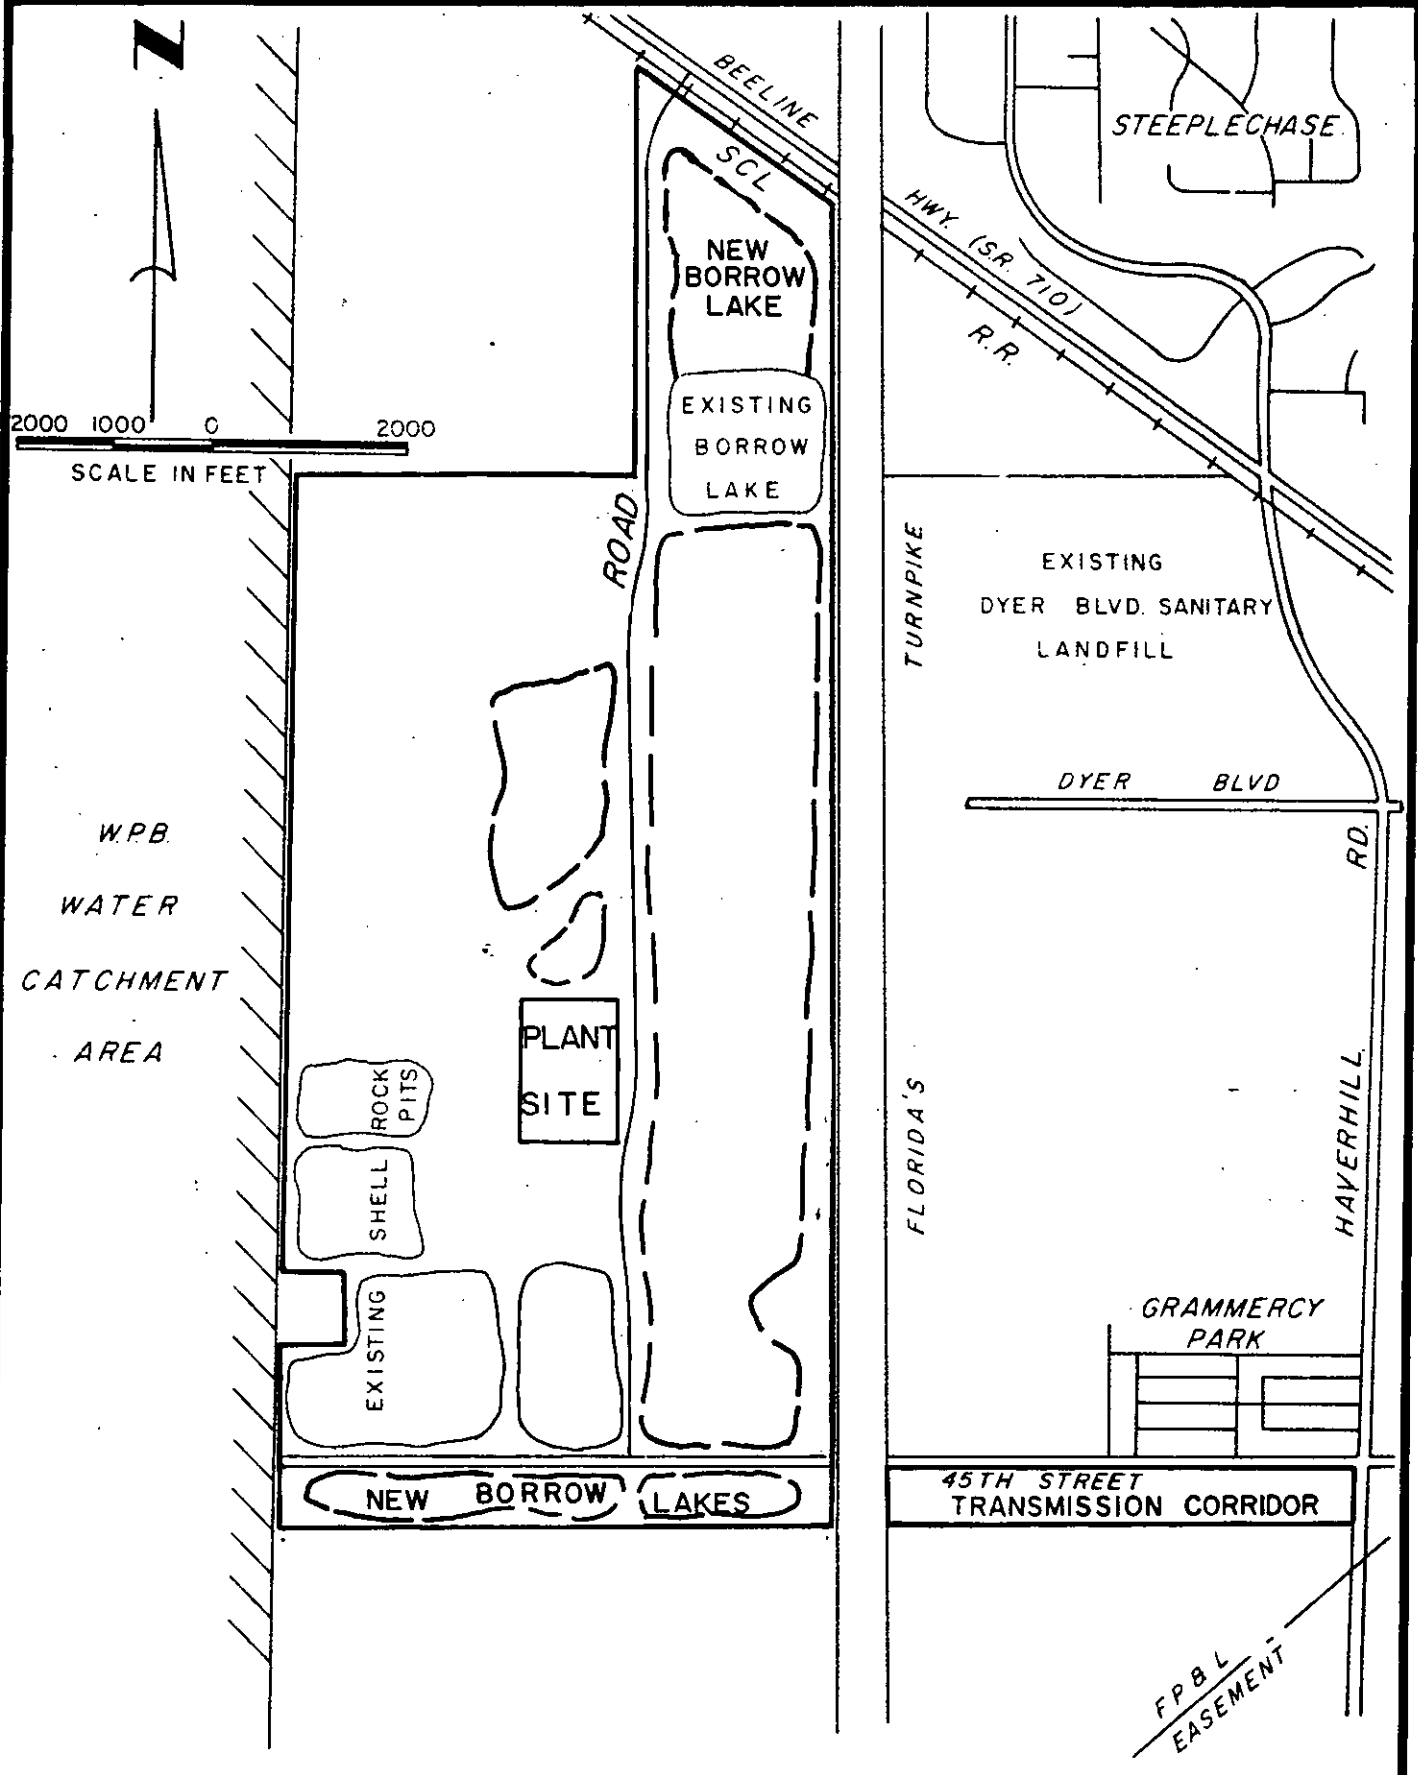 N
BEELINE
STEEPLECHASE
SCL
HWY. (S.R. 710)
R.R.
NEW
BORROW
LAKE
2000 1000 0 2000
SCALE IN FEET
EXISTING
BORROW
LAKE
ROAD
TURNPIKE
EXISTING
DYER BLVD. SANITARY
LANDFILL
DYER BLVD
W.P.B.
WATER
CATCHMENT
AREA
RD.
PLANT
SITE
ROCK
PITS
SHELL
EXISTING
FLORIDA'S
HAVERHILL
GRAMMERCY
PARK
NEW BORROW LAKES
45TH STREET
TRANSMISSION CORRIDOR
FP&L
EASEMENT